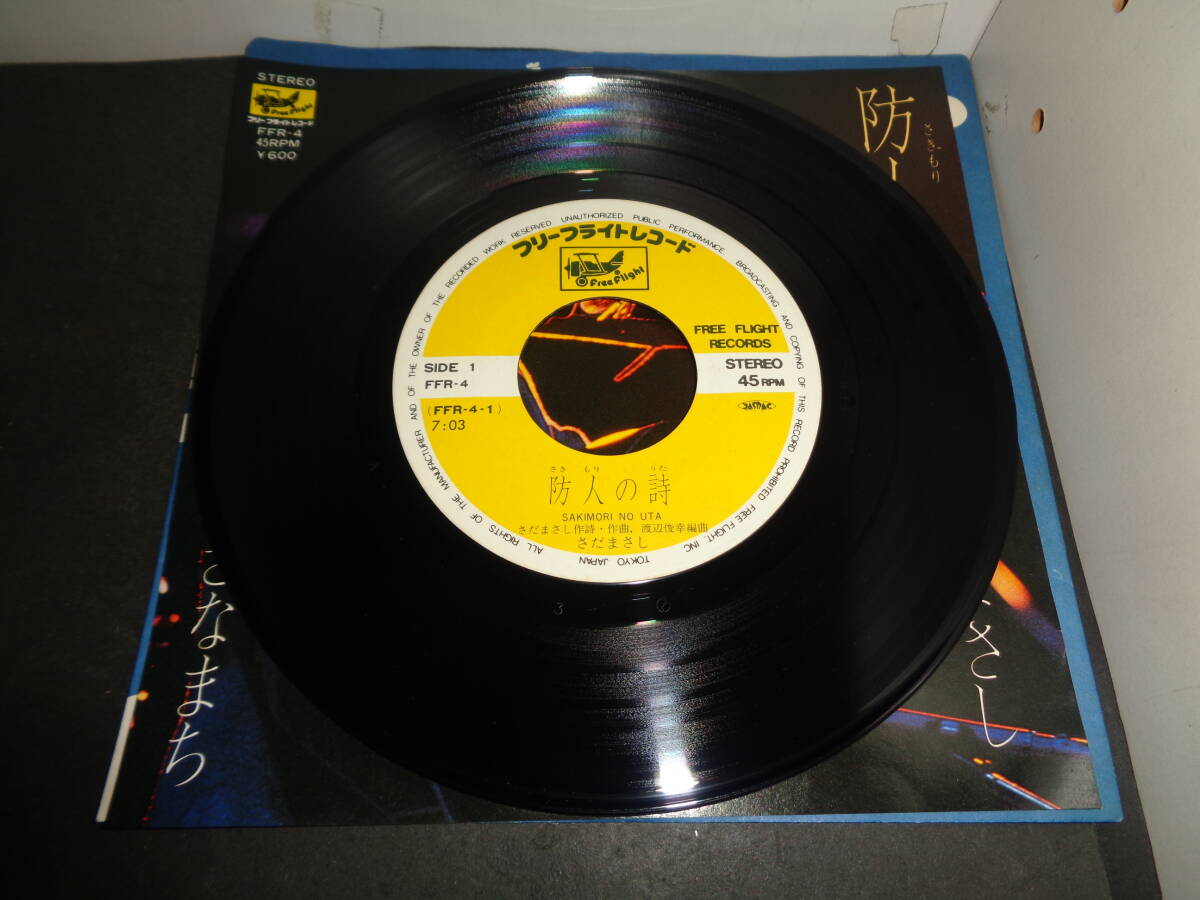 STEREO
Free Flight
フリーフライトレコード
FFR-4
45RPM
¥600
さきもり
防人
さし
さなまち
ALL RIGHTS OF THE MANUFACTURER AND OF THE OWNER OF THE RECORDED WORK RESERVED UNAUTHORIZED PUBLIC PERFORMANCE BROADCASTING AND COPYING OF THIS RECORD PROHIBITED FREE FLIGHT, INC. TOKYO JAPAN
フリーフライトレコード
Free Flight
FREE FLIGHT
RECORDS
SIDE 1
STEREO
FFR-4
45 RPM
(FFR-4-1)
JASRAC
7:03
さき もり うた
防人の詩
SAKIMORI NO UTA
さだまさし作詩・作曲、渡辺俊幸編曲
さだまさし
3